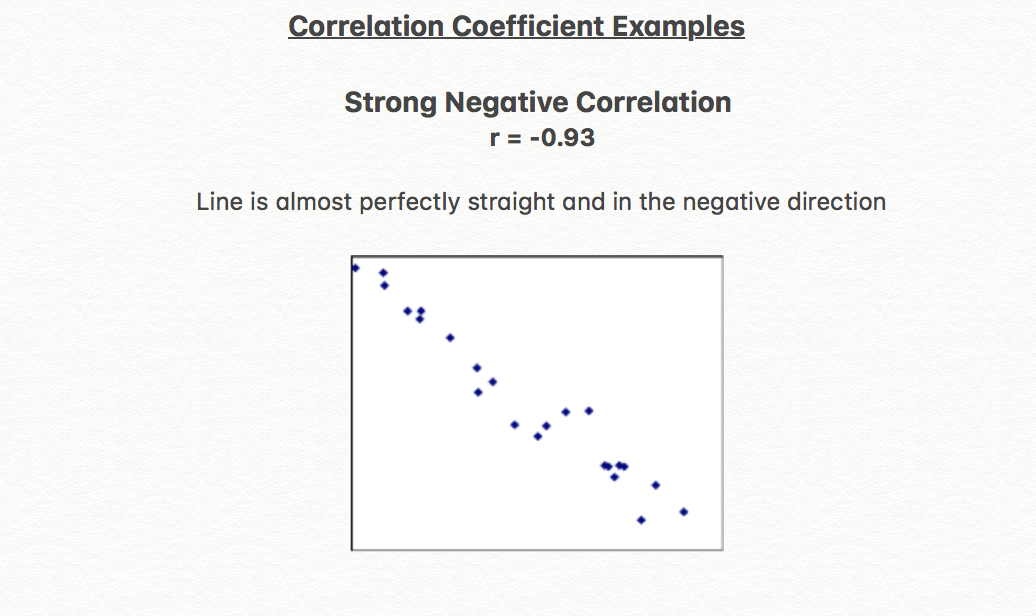 Correlation Coefficient Examples
Strong Negative Correlation
r = -0.93
Line is almost perfectly straight and in the negative direction